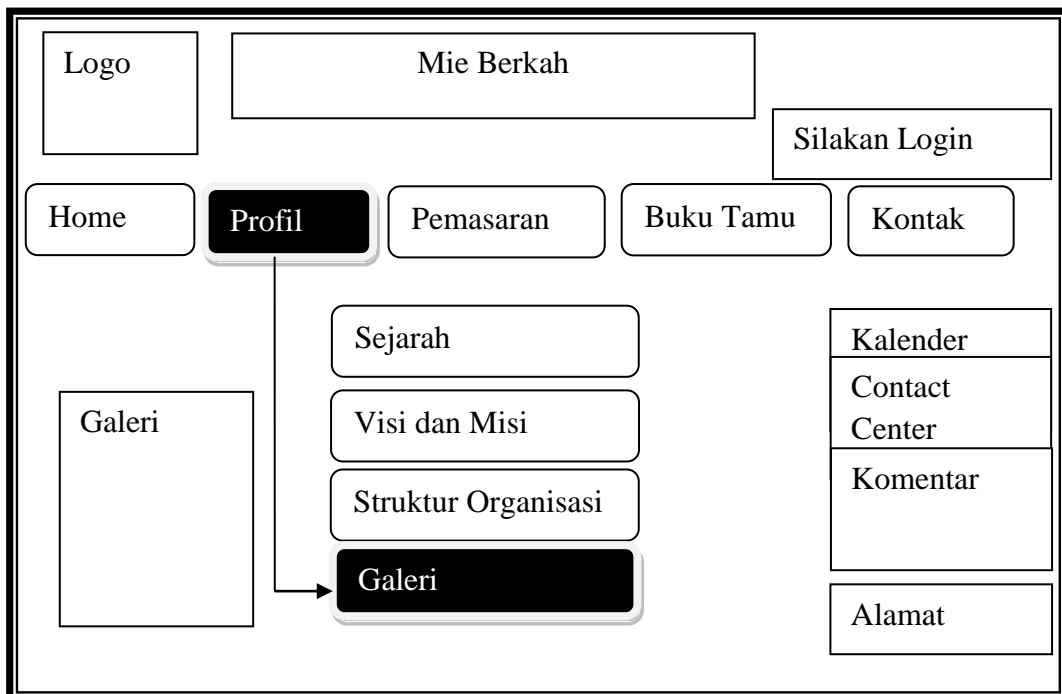 Logo
Mie Berkah
Silakan Login
Home
Profil
Pemasaran
Buku Tamu
Kontak
Sejarah
Visi dan Misi
Struktur Organisasi
Galeri
Galeri
Kalender
Contact
Center
Komentar
Alamat